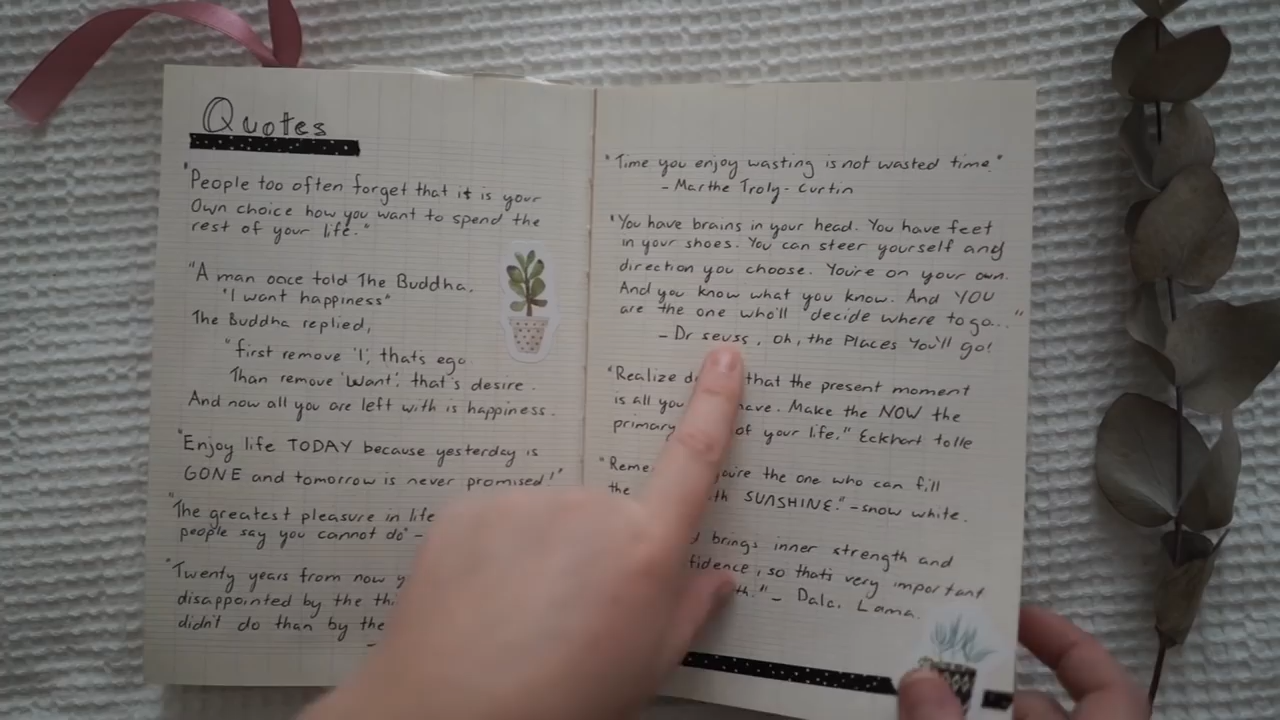 Quotes
"People too often forget that it is your
Own choice how you want to spend the
rest of your life."
"A man once told The Buddha,
"I want happiness"
The Buddha replied,
"first remove 'I', that's ego.
Than remove 'Want', that's desire.
And now all you are left with is happiness.
"Enjoy life TODAY because yesterday is
GONE and tomorrow is never promised!"
"The greatest pleasure in life
people say you cannot do" -
"Twenty years from now
disappointed by the
didn't do than by the
"Time you enjoy wasting is not wasted time."
- Marthe Troly-Curtin
"You have brains in your head. You have feet
in your shoes. You can steer yourself and
direction you choose. You're on your own.
And you know what you know. And YOU
are the one who'll decide where to go..."
- Dr seuss, Oh, the Places You'll go!
"Realize that the present moment
is all you have. Make the NOW the
primary of your life." Eckhart tolle
you're the one who can fill
the SUNSHINE." - snow white.
brings inner strength and
so that's very important
- Dala. Lama.